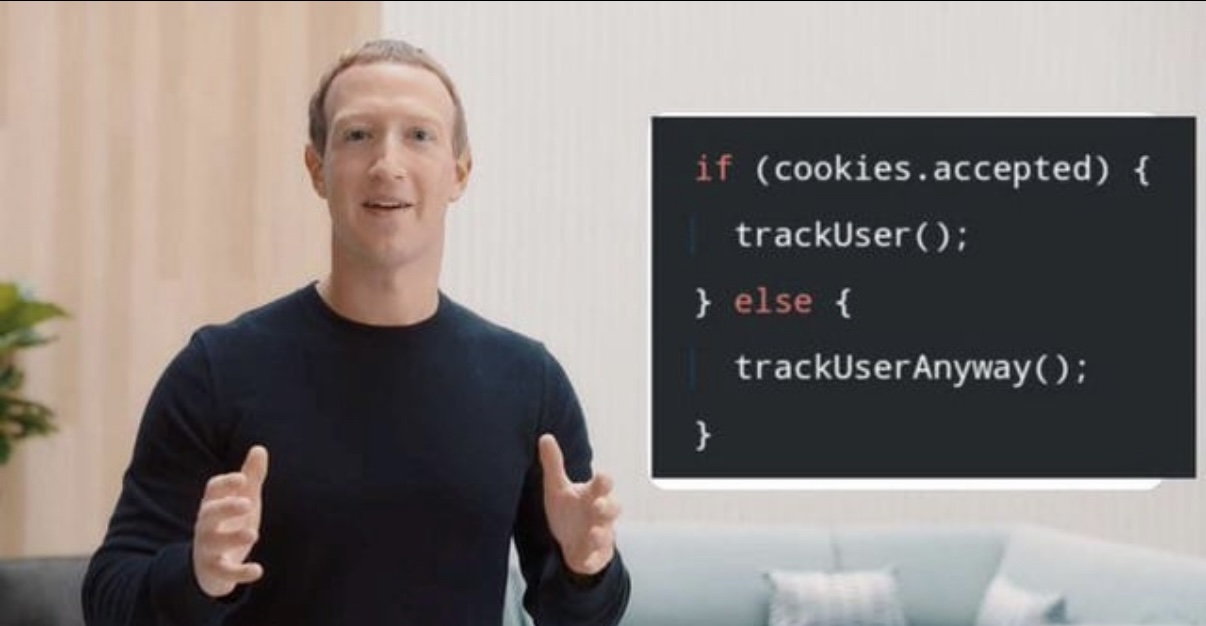 if (cookies.accepted) {
trackUser();
} else {
trackUserAnyway();
}